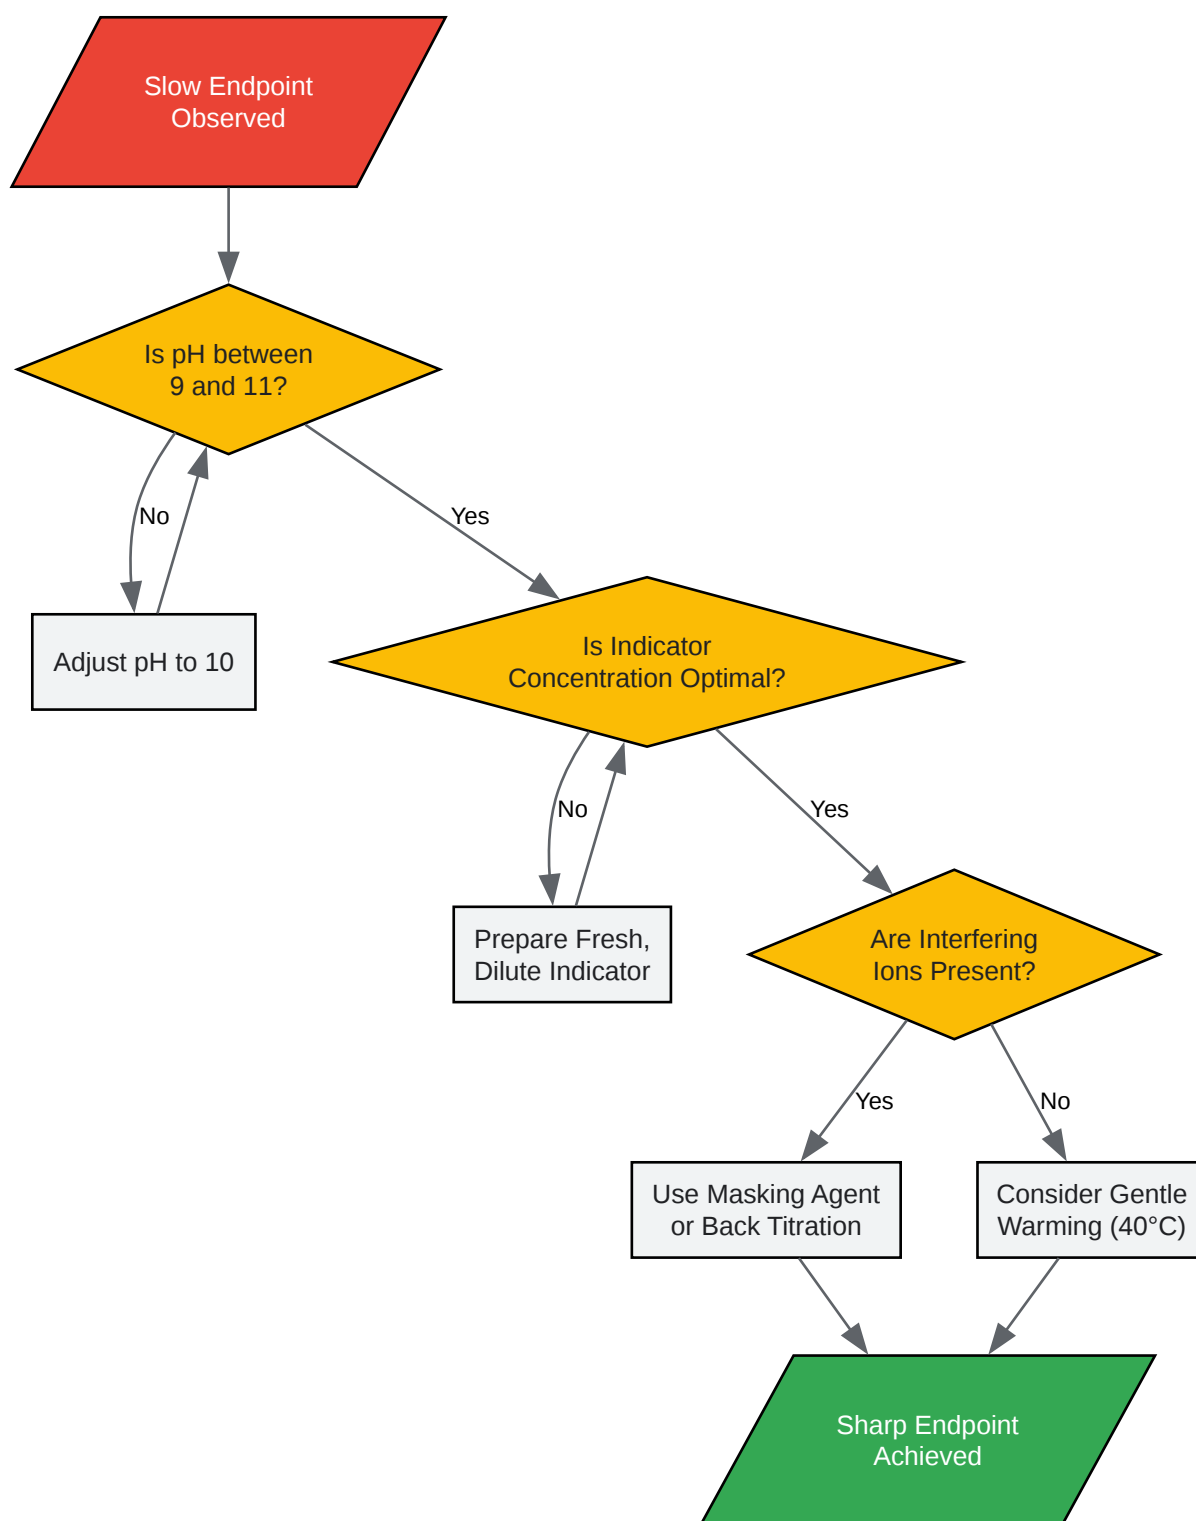 Slow Endpoint
Observed
Is pH between
9 and 11?
No
Yes
Adjust pH to 10
Is Indicator
Concentration Optimal?
No
Yes
Prepare Fresh,
Dilute Indicator
Are Interfering
Ions Present?
Yes
No
Use Masking Agent
or Back Titration
Consider Gentle
Warming (40°C)
Sharp Endpoint
Achieved